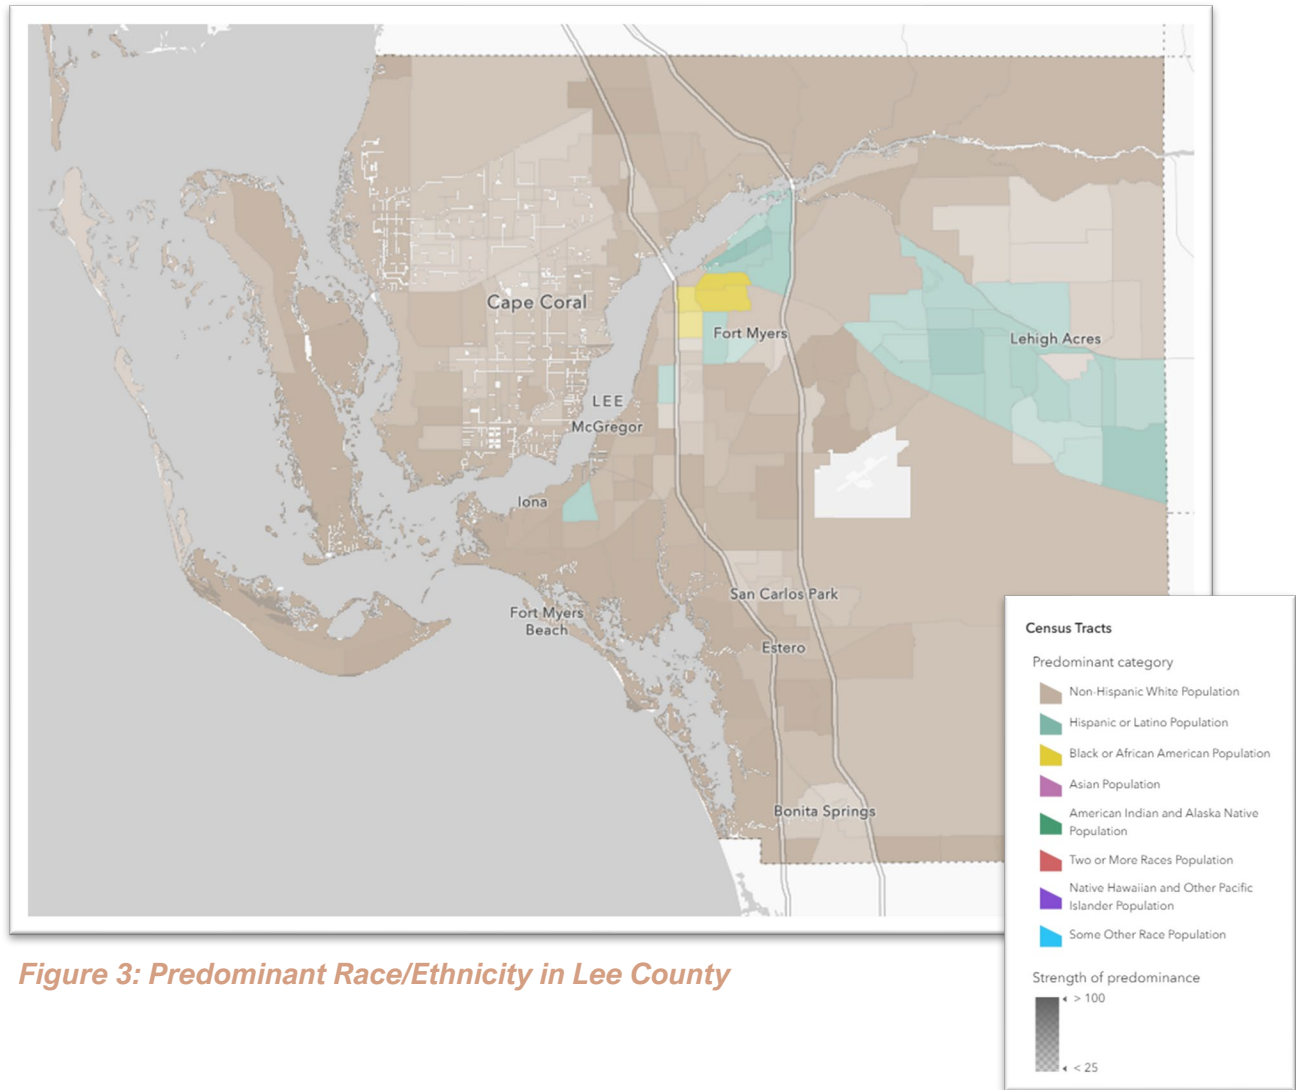 Cape Coral
Fort Myers
Lehigh Acres
LEE
McGregor
Iona
San Carlos Park
Fort Myers
Beach
Estero
Bonita Springs
Census Tracts
Predominant category
Non-Hispanic White Population
Hispanic or Latino Population
Black or African American Population
Asian Population
American Indian and Alaska Native
Population
Two or More Races Population
Native Hawaiian and Other Pacific
Islander Population
Some Other Race Population
Strength of predominance
> 100
< 25
Figure 3: Predominant Race/Ethnicity in Lee County